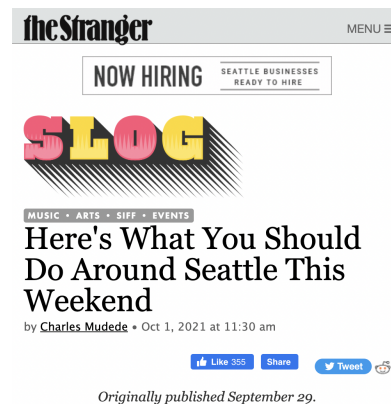 the Stranger
MENU
NOW HIRING
SEATTLE BUSINESSES
READY TO HIRE
SLOG
MUSIC • ARTS • SIFF • EVENTS
Here's What You Should
Do Around Seattle This
Weekend
by Charles Mudede • Oct 1, 2021 at 11:30 am
Like 355
Share
Tweet
Originally published September 29.